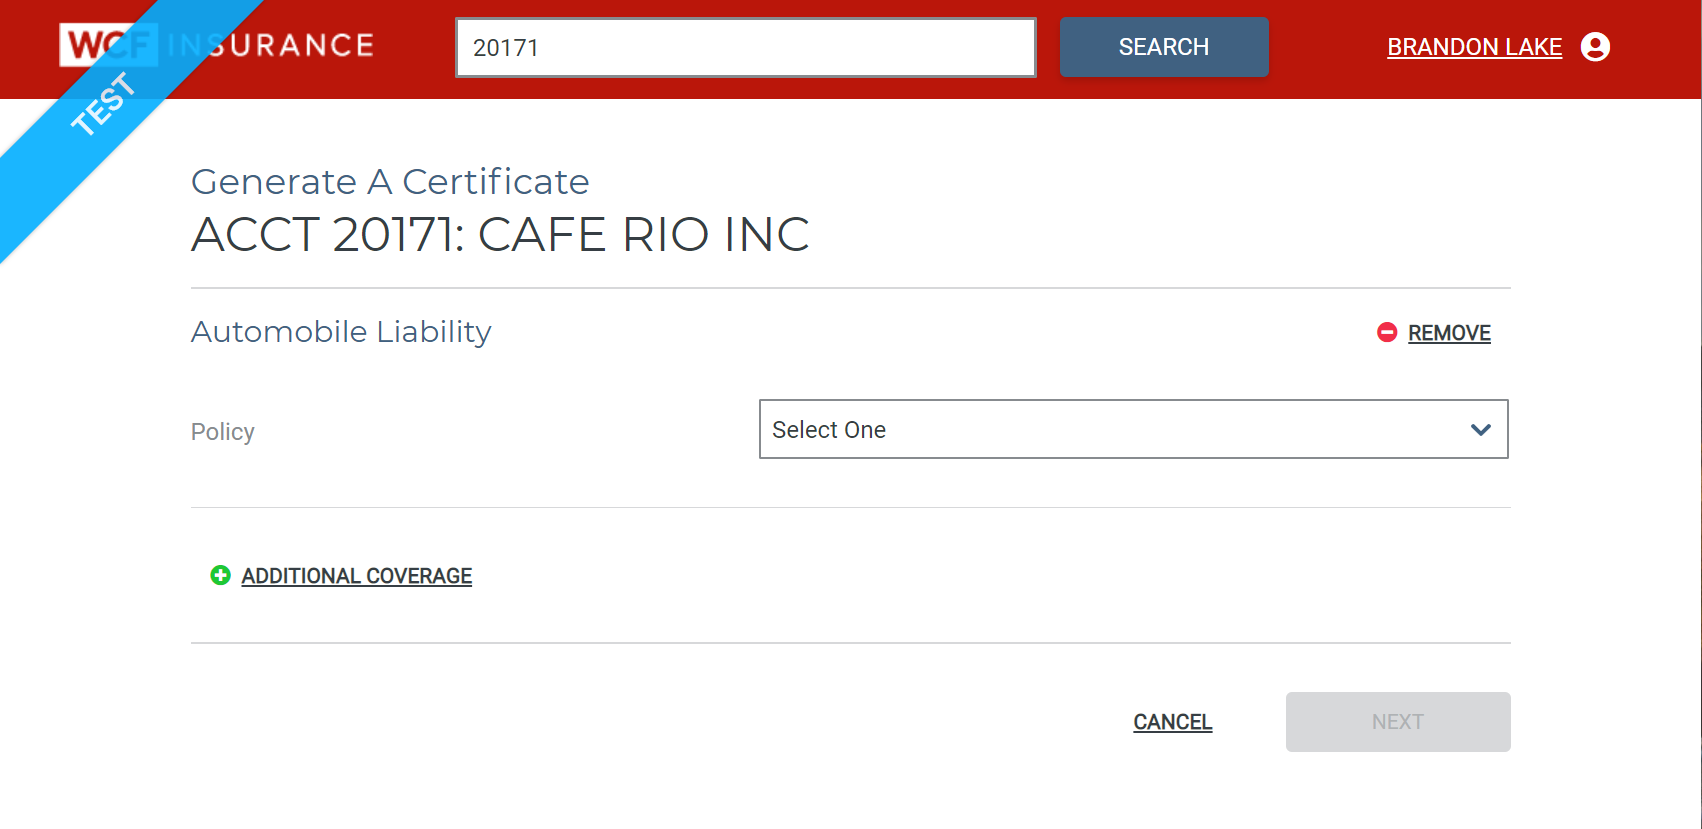 WCF INSURANCE
20171
SEARCH
BRANDON LAKE
TEST
Generate A Certificate
ACCT 20171: CAFE RIO INC
Automobile Liability
REMOVE
Policy
Select One
ADDITIONAL COVERAGE
CANCEL
NEXT